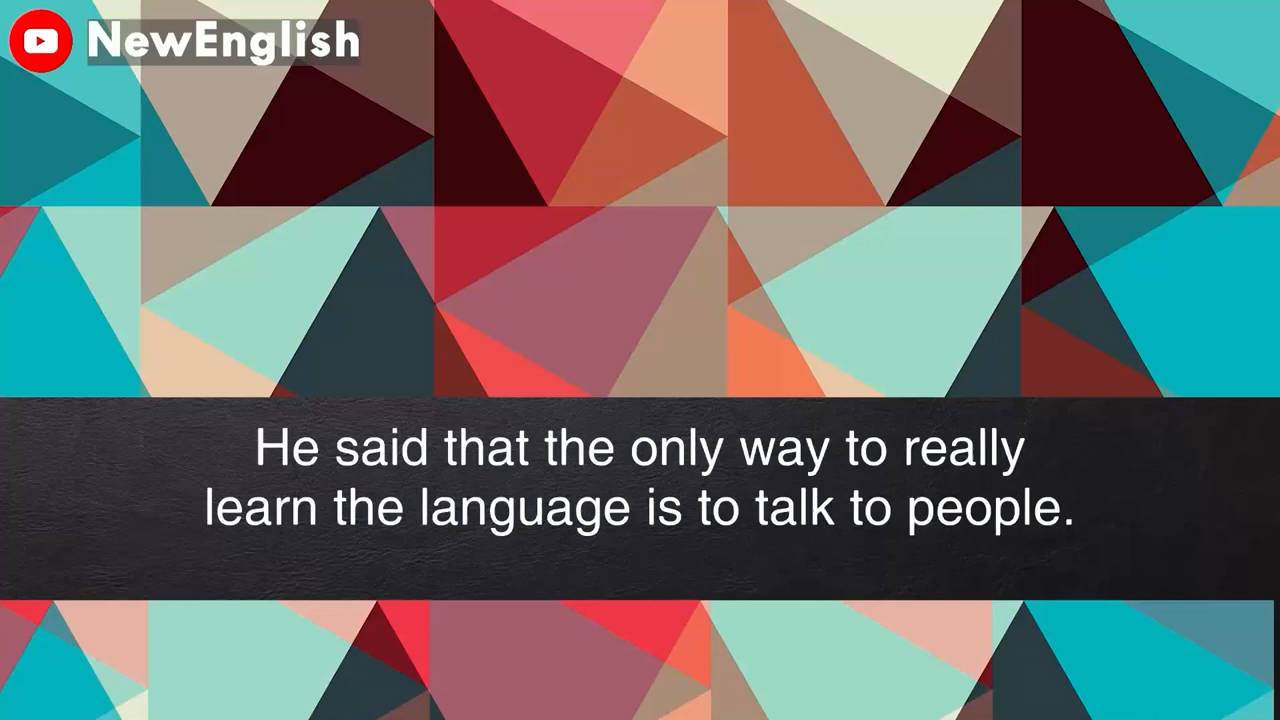 NewEnglish
He said that the only way to really
learn the language is to talk to people.